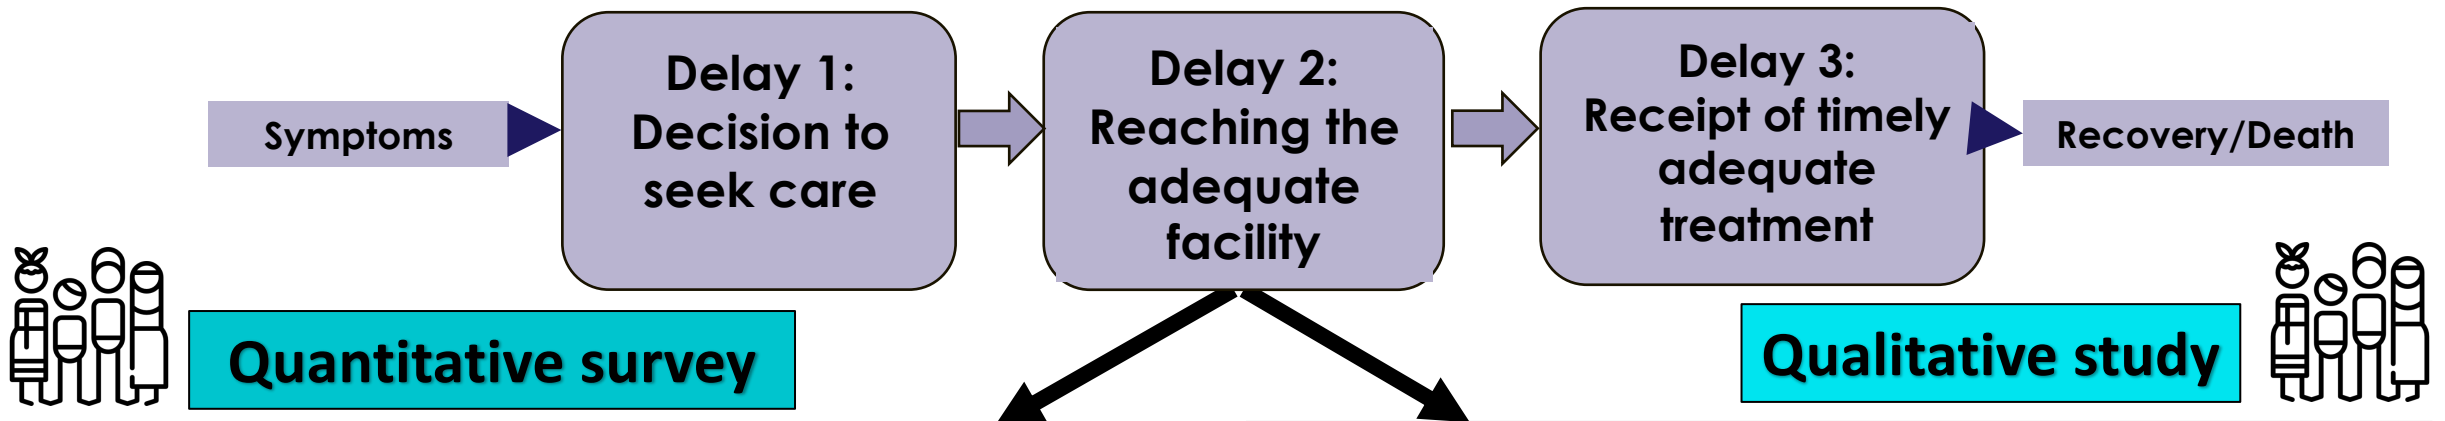 Symptoms
Delay 1:
Decision to
seek care
Delay 2:
Reaching the
adequate
facility
Delay 3:
Receipt of timely
adequate
treatment
Recovery/Death
Quantitative survey
Qualitative study